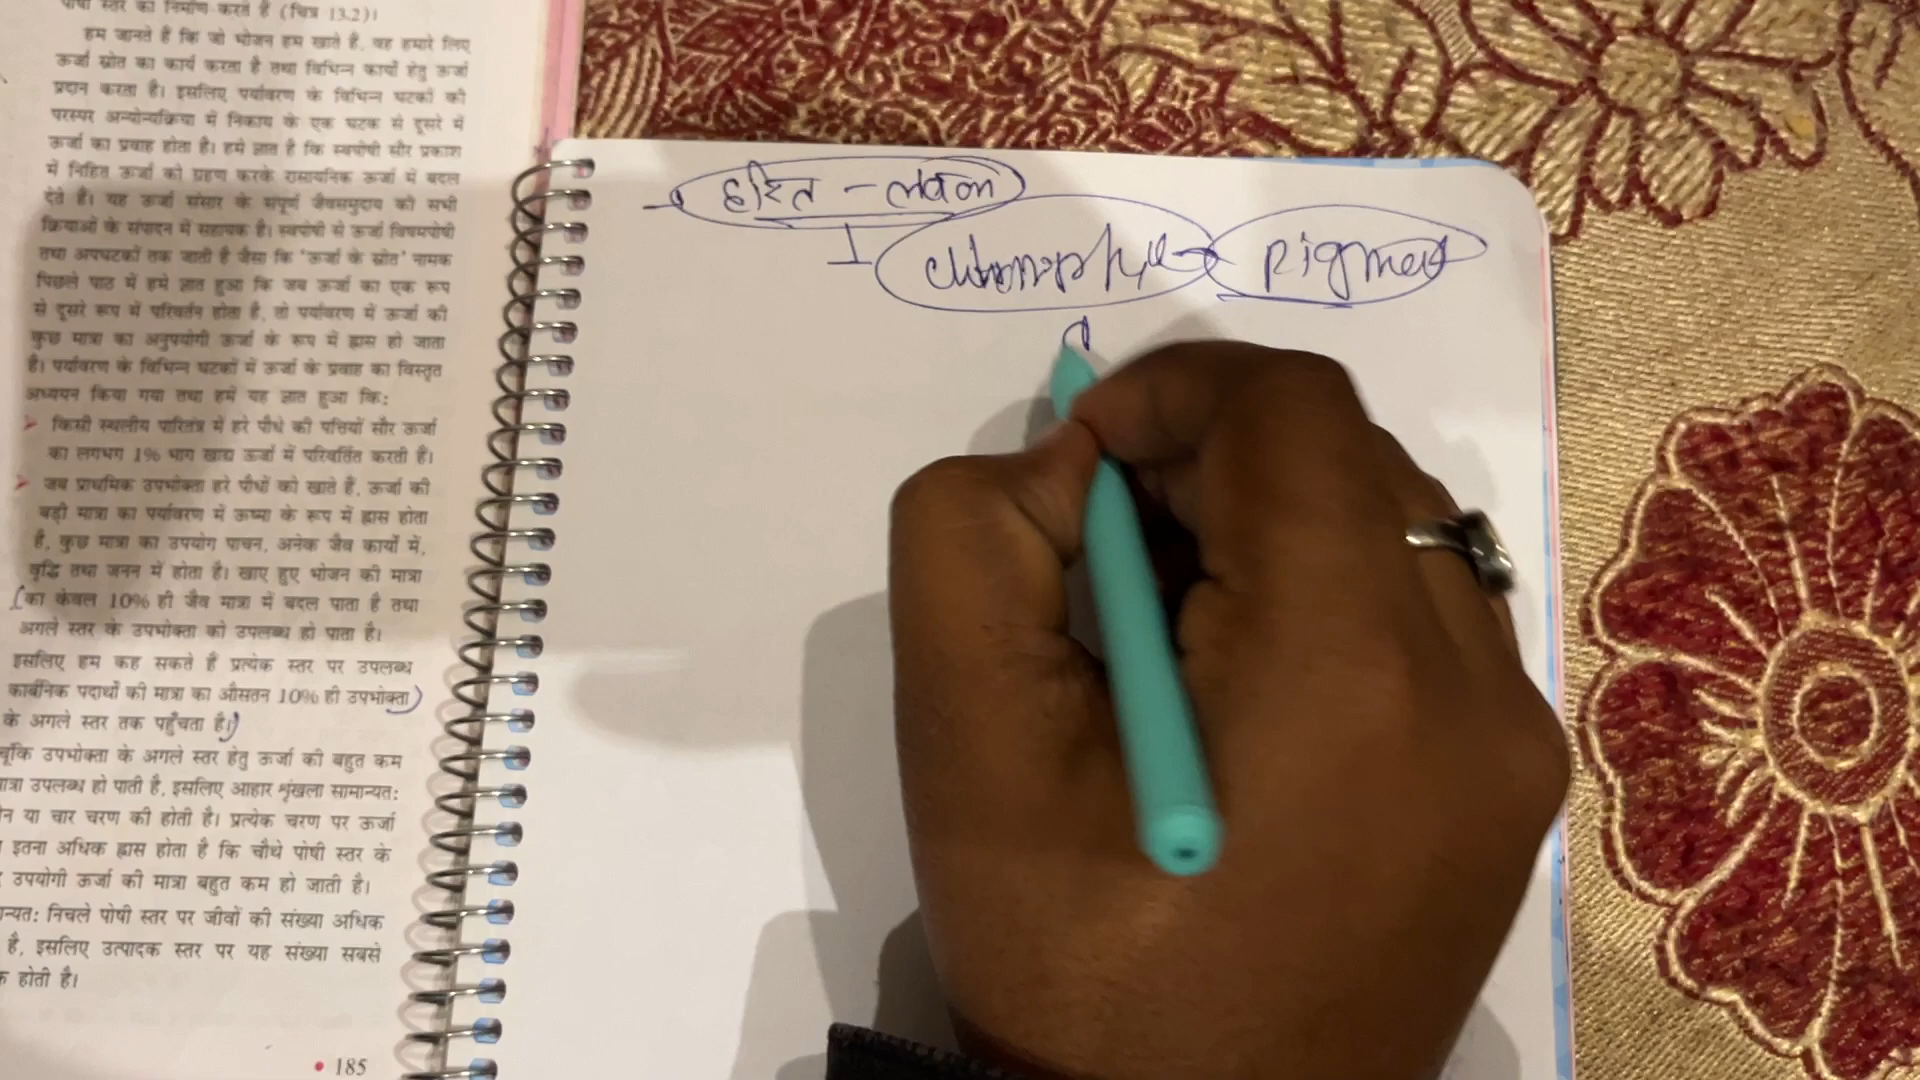 पोषी स्तर का निर्माण करते हैं (चित्र 13.2)।
हम जानते हैं कि जो भोजन हम खाते हैं, वह हमारे लिए
ऊर्जा स्रोत का कार्य करता है तथा विभिन्न कार्यों हेतु ऊर्जा
प्रदान करता है। इसलिए पर्यावरण के विभिन्न घटकों की
परस्पर अन्योन्यक्रिया में निकाय के एक घटक से दूसरे में
ऊर्जा का प्रवाह होता है। हमें ज्ञात है कि स्वपोषी सौर प्रकाश
में निहित ऊर्जा को ग्रहण करके रासायनिक ऊर्जा में बदल
देते हैं। यह ऊर्जा संसार के संपूर्ण जैवसमुदाय की सभी
क्रियाओं के संपादन में सहायक है। स्वपोषी से ऊर्जा विषमपोषी
तथा अपघटकों तक जाती है जैसा कि 'ऊर्जा के स्रोत' नामक
पिछले पाठ में हमें ज्ञात हुआ कि जब ऊर्जा का एक रूप
से दूसरे रूप में परिवर्तन होता है, तो पर्यावरण में ऊर्जा की
कुछ मात्रा का अनुपयोगी ऊर्जा के रूप में ह्रास हो जाता
है। पर्यावरण के विभिन्न घटकों में ऊर्जा के प्रवाह का विस्तृत
अध्ययन किया गया तथा हमें यह ज्ञात हुआ कि:
किसी स्थलीय पारितंत्र में हरे पौधे की पत्तियों सौर ऊर्जा
का लगभग 1% भाग खाद्य ऊर्जा में परिवर्तित करती हैं।
जब प्राथमिक उपभोक्ता हरे पौधों को खाते हैं, ऊर्जा की
बड़ी मात्रा का पर्यावरण में ऊष्मा के रूप में ह्रास होता
है, कुछ मात्रा का उपयोग पाचन, अनेक जैव कार्यों में,
वृद्धि तथा जनन में होता है। खाए हुए भोजन की मात्रा
का केवल 10% ही जैव मात्रा में बदल पाता है तथा
अगले स्तर के उपभोक्ता को उपलब्ध हो पाता है।
इसलिए हम कह सकते हैं प्रत्येक स्तर पर उपलब्ध
कार्बनिक पदार्थों की मात्रा का औसतन 10% ही उपभोक्ता
के अगले स्तर तक पहुँचता है।
चूंकि उपभोक्ता के अगले स्तर हेतु ऊर्जा की बहुत कम
मात्रा उपलब्ध हो पाती है, इसलिए आहार शृंखला सामान्यत:
या चार चरण की होती है। प्रत्येक चरण पर ऊर्जा
इतना अधिक ह्रास होता है कि चौथे पोषी स्तर के
उपयोगी ऊर्जा की मात्रा बहुत कम हो जाती है।
निचले पोषी स्तर पर जीवों की संख्या अधिक
है, इसलिए उत्पादक स्तर पर यह संख्या सबसे
होती है।
• 185
हरित - लवक
Pigment